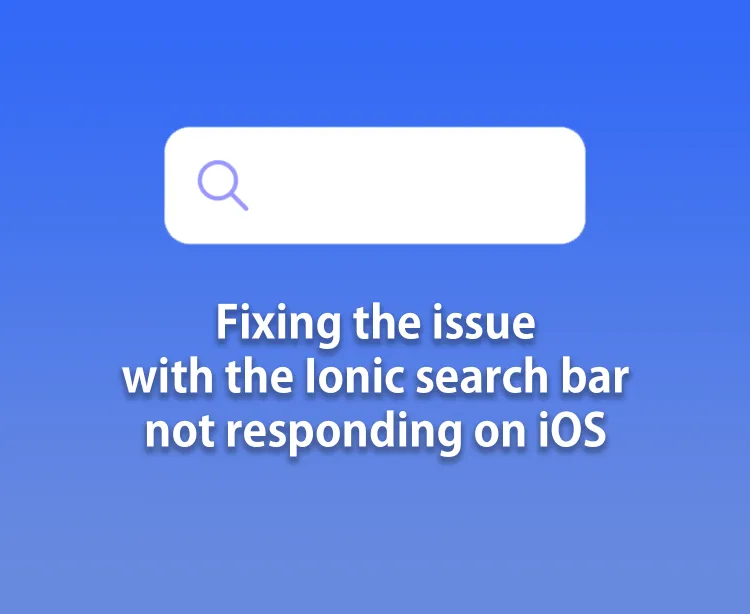 Fixing the issue
with the Ionic search bar
not responding on iOS